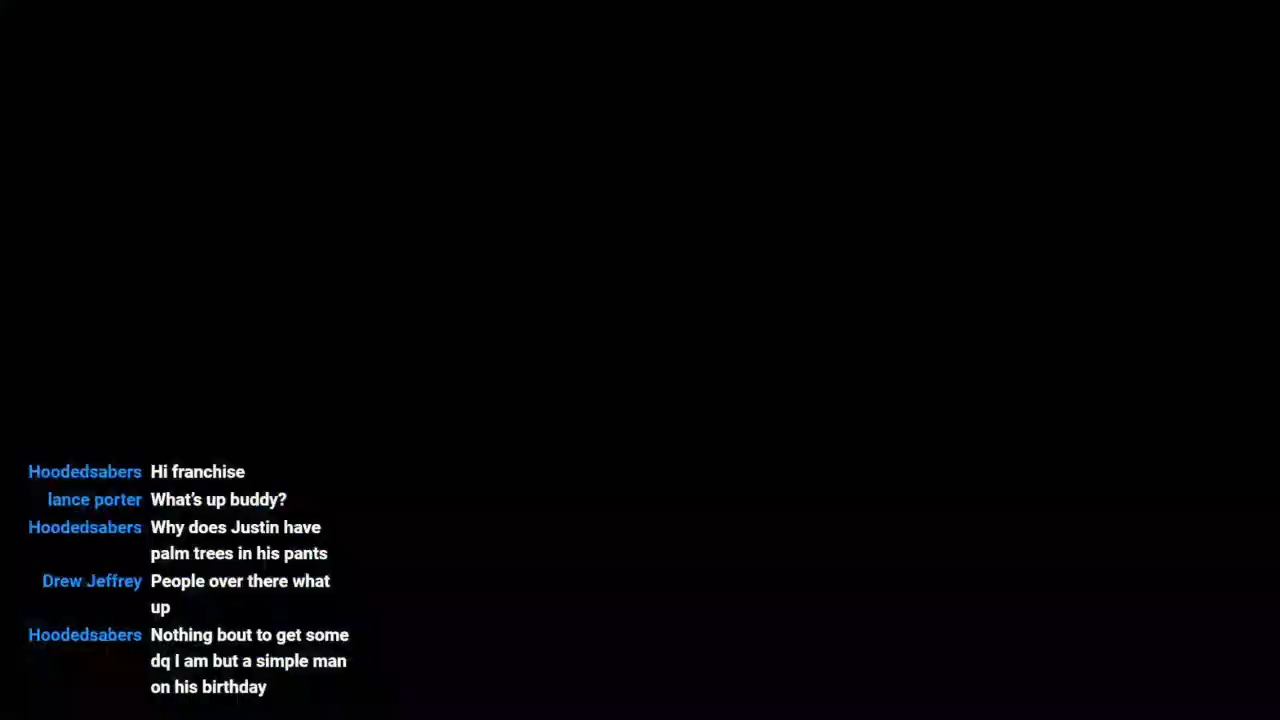 Hoodedsabers Hi franchise
lance porter What's up buddy?
Hoodedsabers Why does Justin have
palm trees in his pants
Drew Jeffrey People over there what
up
Hoodedsabers Nothing bout to get some
dq I am but a simple man
on his birthday